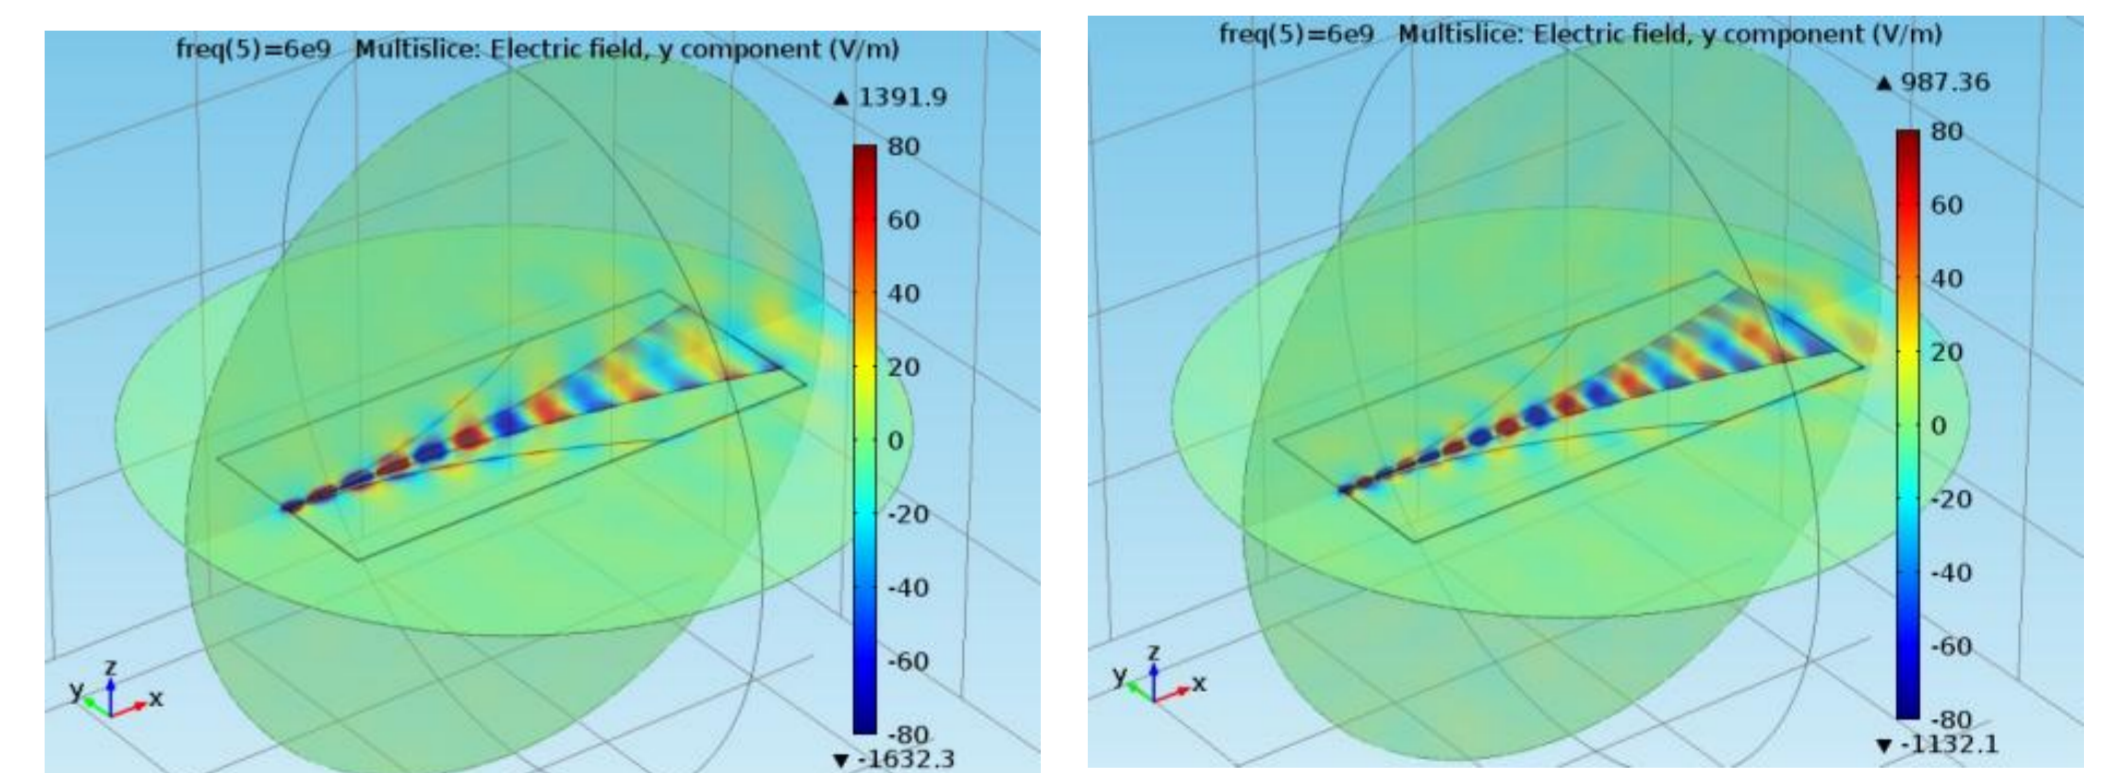 freq(5)=6e9 Multislice: Electric field, y component (V/m)
▲ 1391.9
80
60
40
20
0
-20
-40
-60
-80
▼ -1632.3
z
y
x
freq(5)=6e9 Multislice: Electric field, y component (V/m)
▲ 987.36
80
60
40
20
0
-20
-40
-60
-80
▼ -1132.1
z
y
x